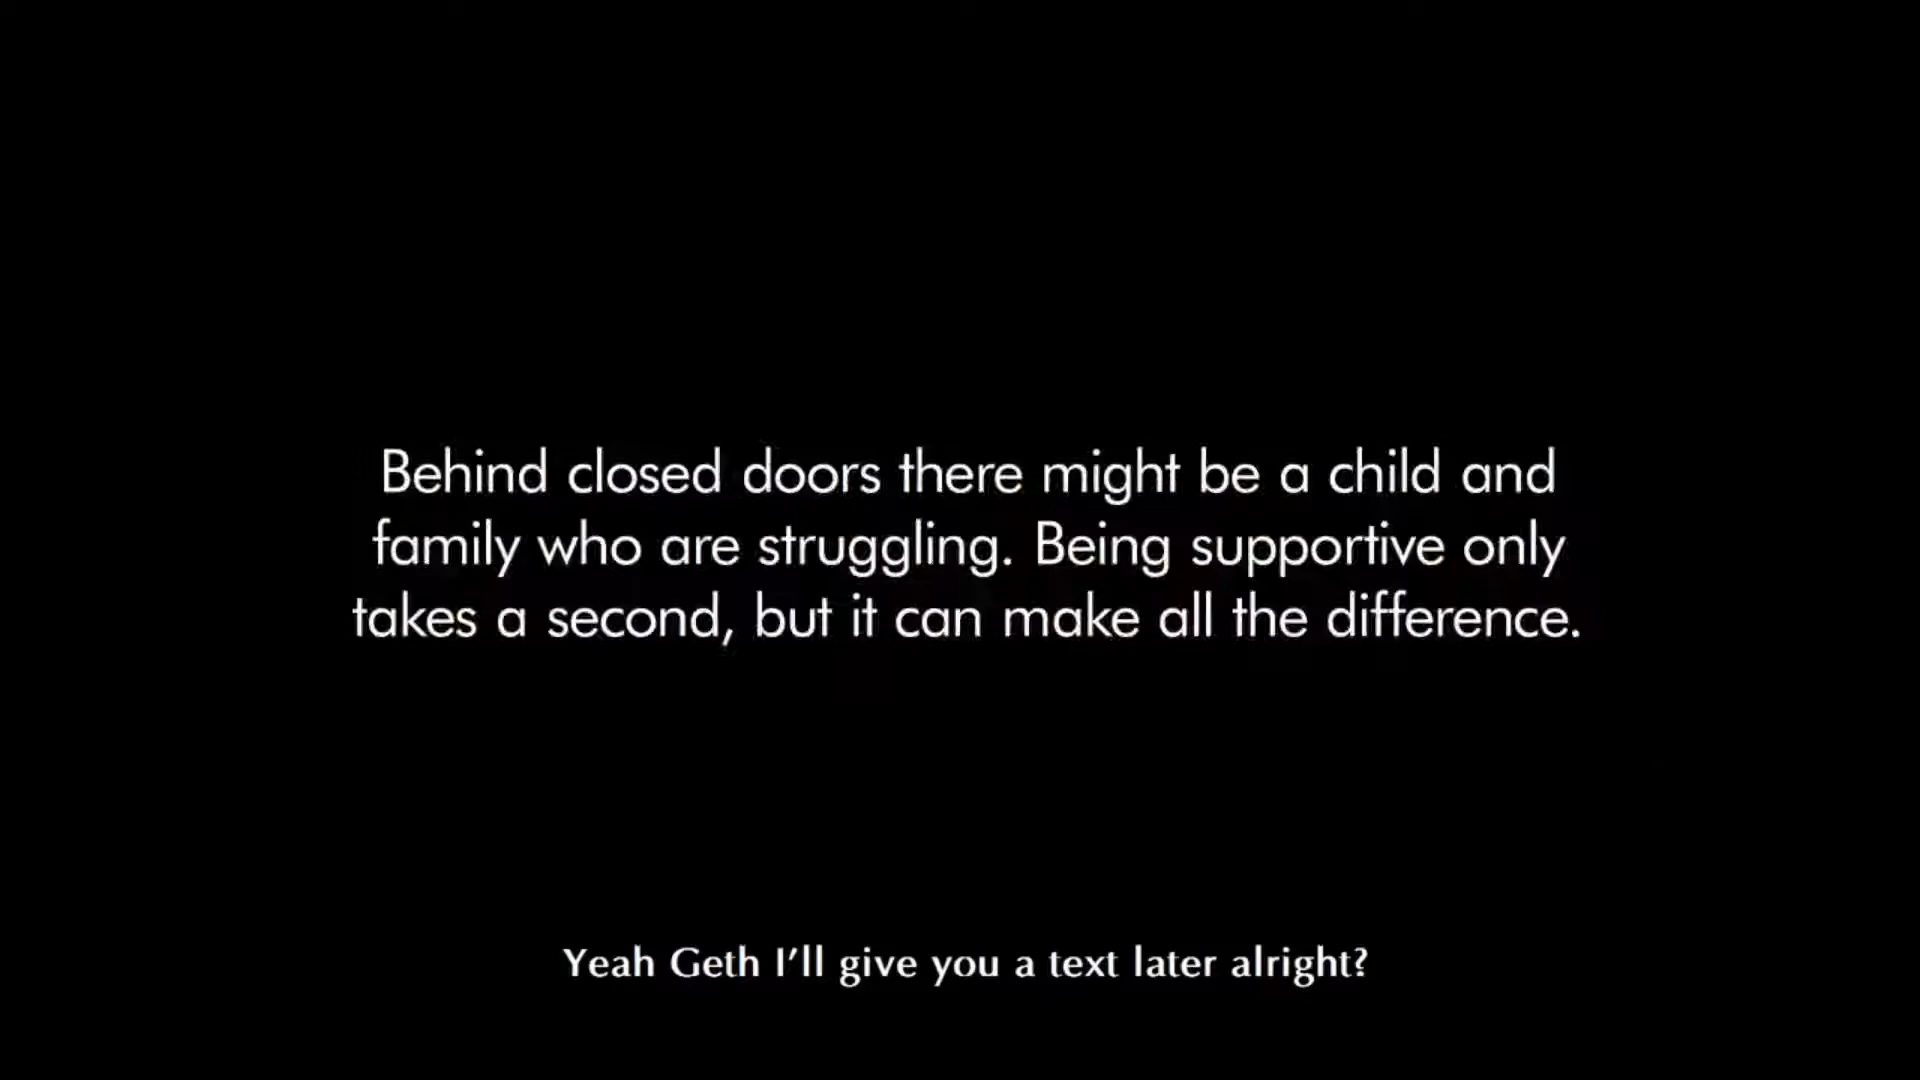 Behind closed doors there might be a child and
family who are struggling. Being supportive only
takes a second, but it can make all the difference.
Yeah Geth I’ll give you a text later alright?